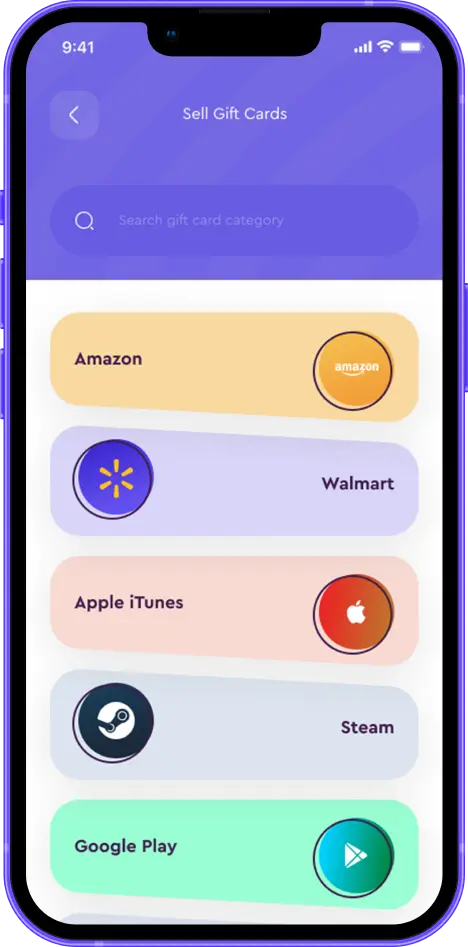 9:41
Sell Gift Cards
Search gift card category
Amazon
amazon
Walmart
Apple iTunes
Steam
Google Play